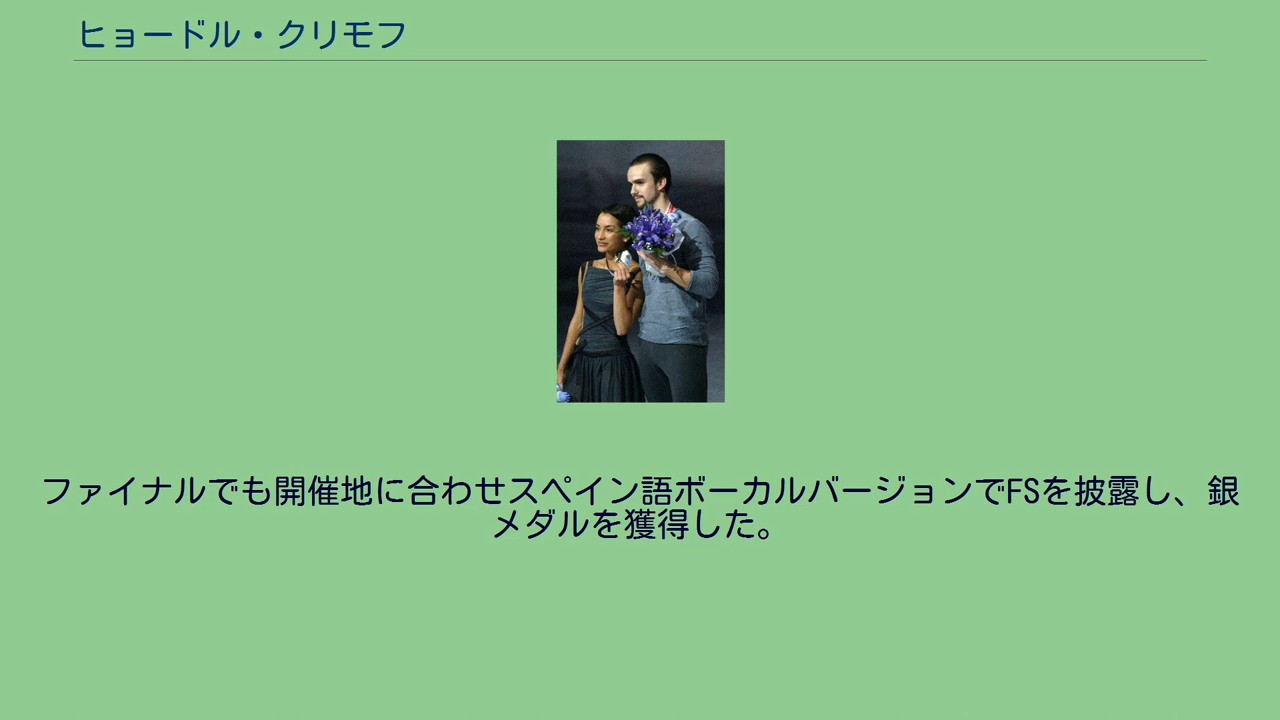 ヒョードル・クリモフ
ファイナルでも開催地に合わせスペイン語ボーカルバージョンでFSを披露し、銀
メダルを獲得した。